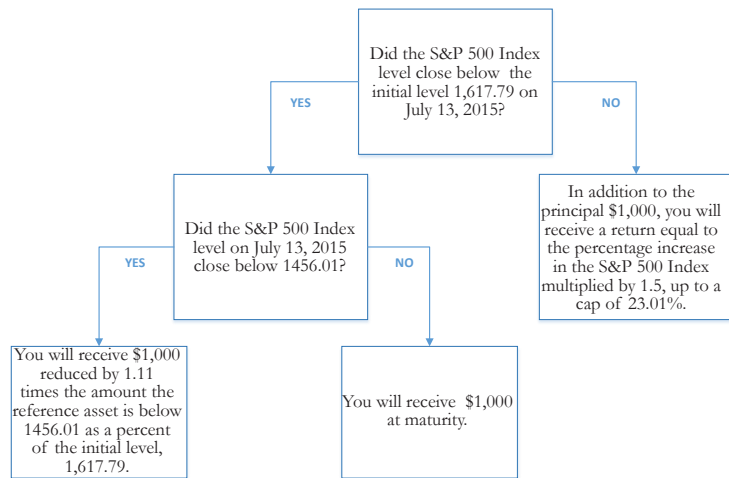 Did the S&P 500 Index
level close below the
initial level 1,617.79 on
July 13, 2015?
YES
NO
Did the S&P 500 Index
level on July 13, 2015
close below 1456.01?
In addition to the
principal $1,000, you will
receive a return equal to
the percentage increase
in the S&P 500 Index
multiplied by 1.5, up to a
cap of 23.01%.
YES
NO
You will receive $1,000
reduced by 1.11
times the amount the
reference asset is below
1456.01 as a percent
of the initial level,
1,617.79.
You will receive $1,000
at maturity.